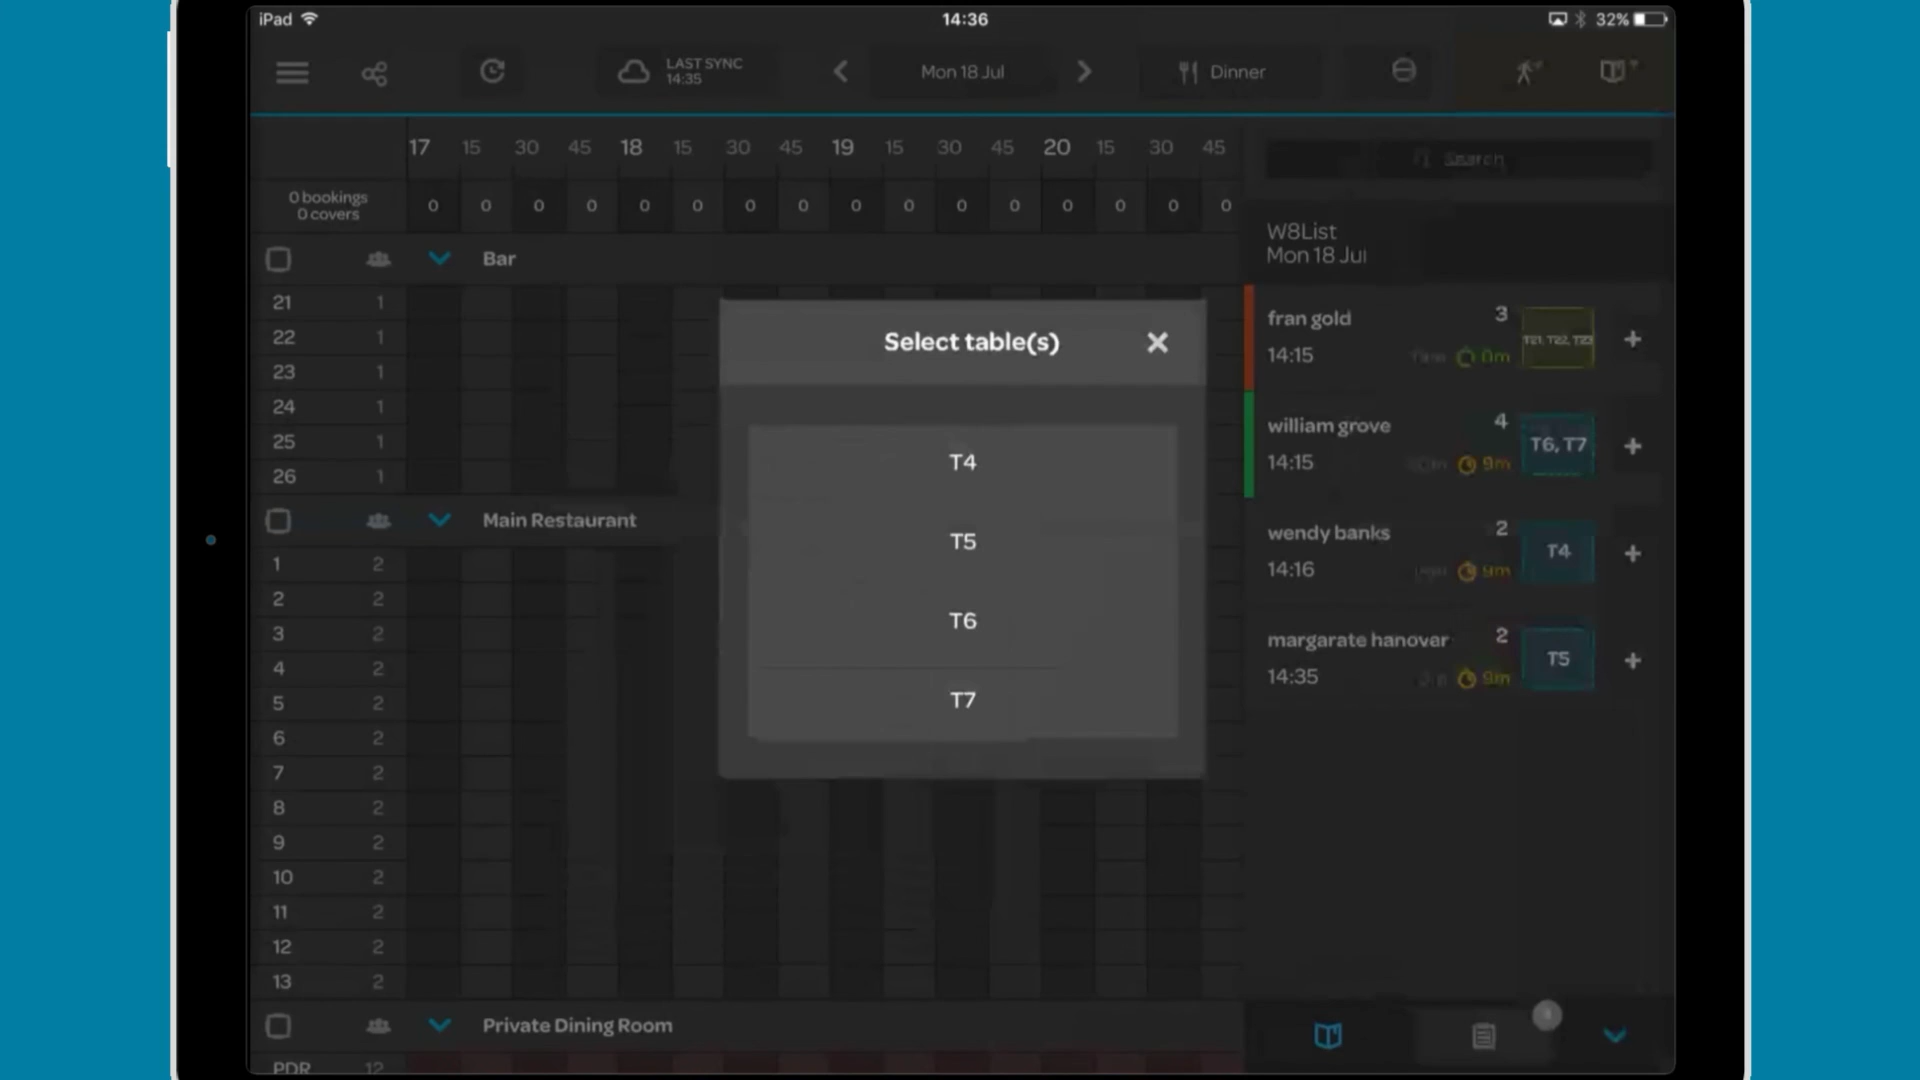 iPad
14:36
32%
LAST SYNC
14:35
Mon 18 Jul
Dinner
17 15 30 45 18 15 30 45 19 15 30 45 20 15 30 45
Search
0 bookings
0 covers
0 0 0 0 0 0 0 0 0 0 0 0 0 0 0 0
W8List
Mon 18 Jul
Bar
21 1
22 1
23 1
24 1
25 1
26 1
Main Restaurant
1 2
2 2
3 2
4 2
5 2
6 2
7 2
8 2
9 2
10 2
11 2
12 2
13 2
Private Dining Room
PDR 12
Select table(s)
T4
T5
T6
T7
fran gold 3
14:15 0m
T21, T22, T23
william grove 4
14:15 9m
T6, T7
wendy banks 2
14:16 9m
T4
margarate hanover 2
14:35 9m
T5